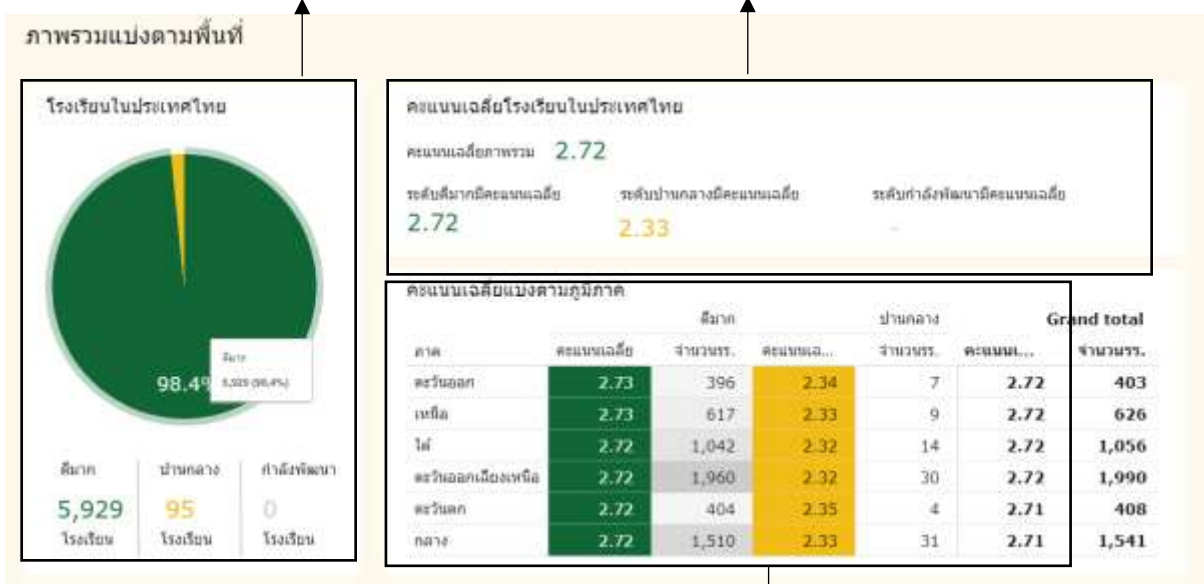 ภาพรวมแบ่งตามพื้นที่
โรงเรียนในประเทศไทย
98.4%
ดีมาก
5,929 (98.4%)
ดีมาก ปานกลาง กำลังพัฒนา
5,929 95 0
โรงเรียน โรงเรียน โรงเรียน
คะแนนเฉลี่ยโรงเรียนในประเทศไทย
คะแนนเฉลี่ยภาพรวม 2.72
ระดับดีมากมีคะแนนเฉลี่ย ระดับปานกลางมีคะแนนเฉลี่ย ระดับกำลังพัฒนามีคะแนนเฉลี่ย
2.72 2.33 -
คะแนนเฉลี่ยแบ่งตามภูมิภาค
ดีมาก ปานกลาง Grand total
ภาค คะแนนเฉลี่ย จำนวนรร. คะแนนเฉ... จำนวนรร. คะแนนเ... จำนวนรร.
ตะวันออก 2.73 396 2.34 7 2.72 403
เหนือ 2.73 617 2.33 9 2.72 626
ใต้ 2.72 1,042 2.32 14 2.72 1,056
ตะวันออกเฉียงเหนือ 2.72 1,960 2.32 30 2.72 1,990
ตะวันตก 2.72 404 2.35 4 2.71 408
กลาง 2.72 1,510 2.33 31 2.71 1,541